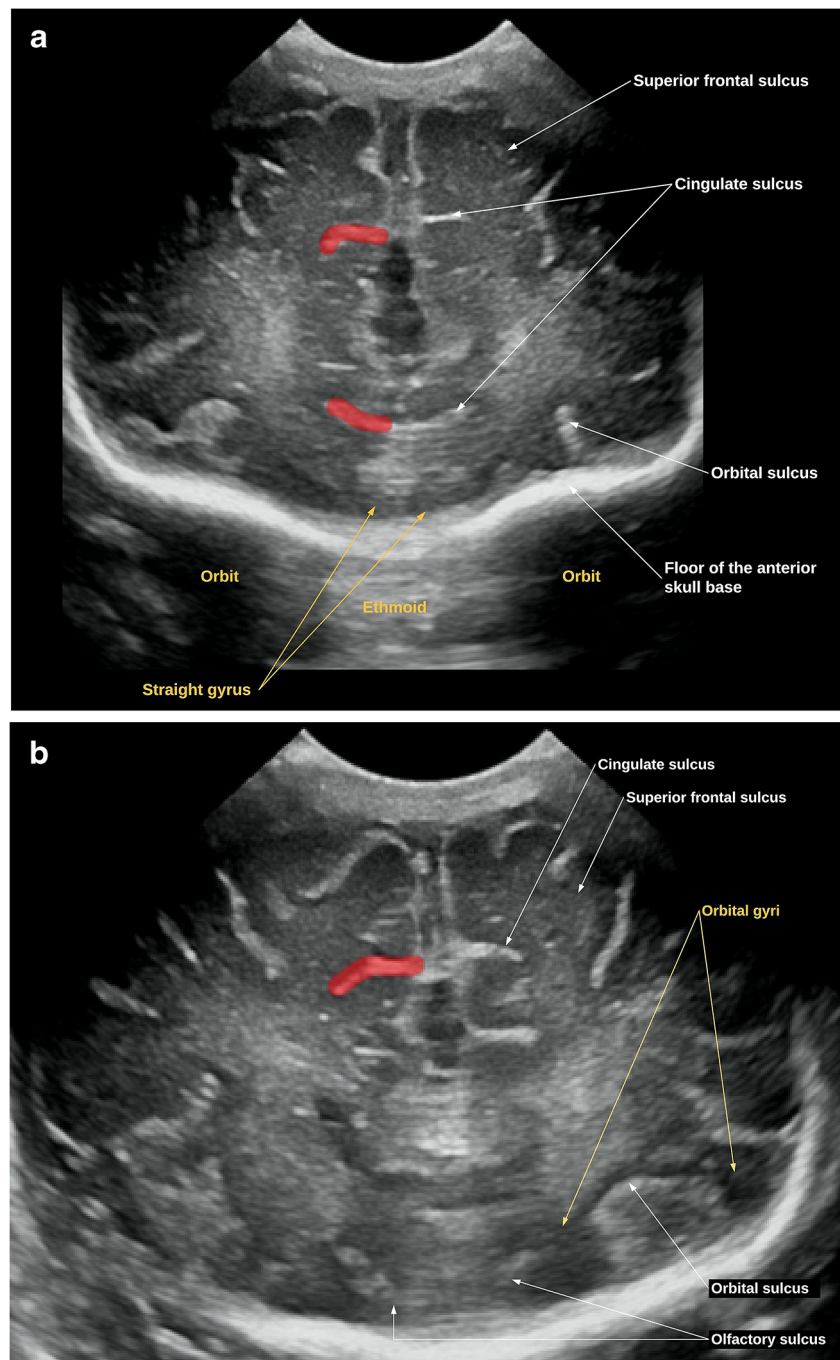 a
Superior frontal sulcus
Cingulate sulcus
Orbital sulcus
Orbit
Orbit
Floor of the anterior
skull base
Ethmoid
Straight gyrus
b
Cingulate sulcus
Superior frontal sulcus
Orbital gyri
Orbital sulcus
Olfactory sulcus